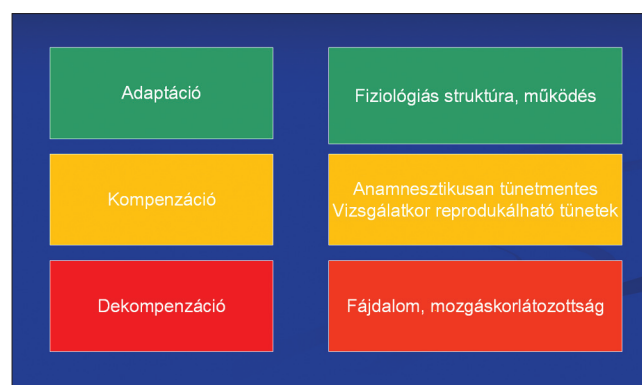 Adaptáció
Fiziológiás struktúra, működés
Kompenzáció
Anamnesztikusan tünetmentes
Vizsgálatkor reprodukálható tünetek
Dekompenzáció
Fájdalom, mozgáskorlátozottság